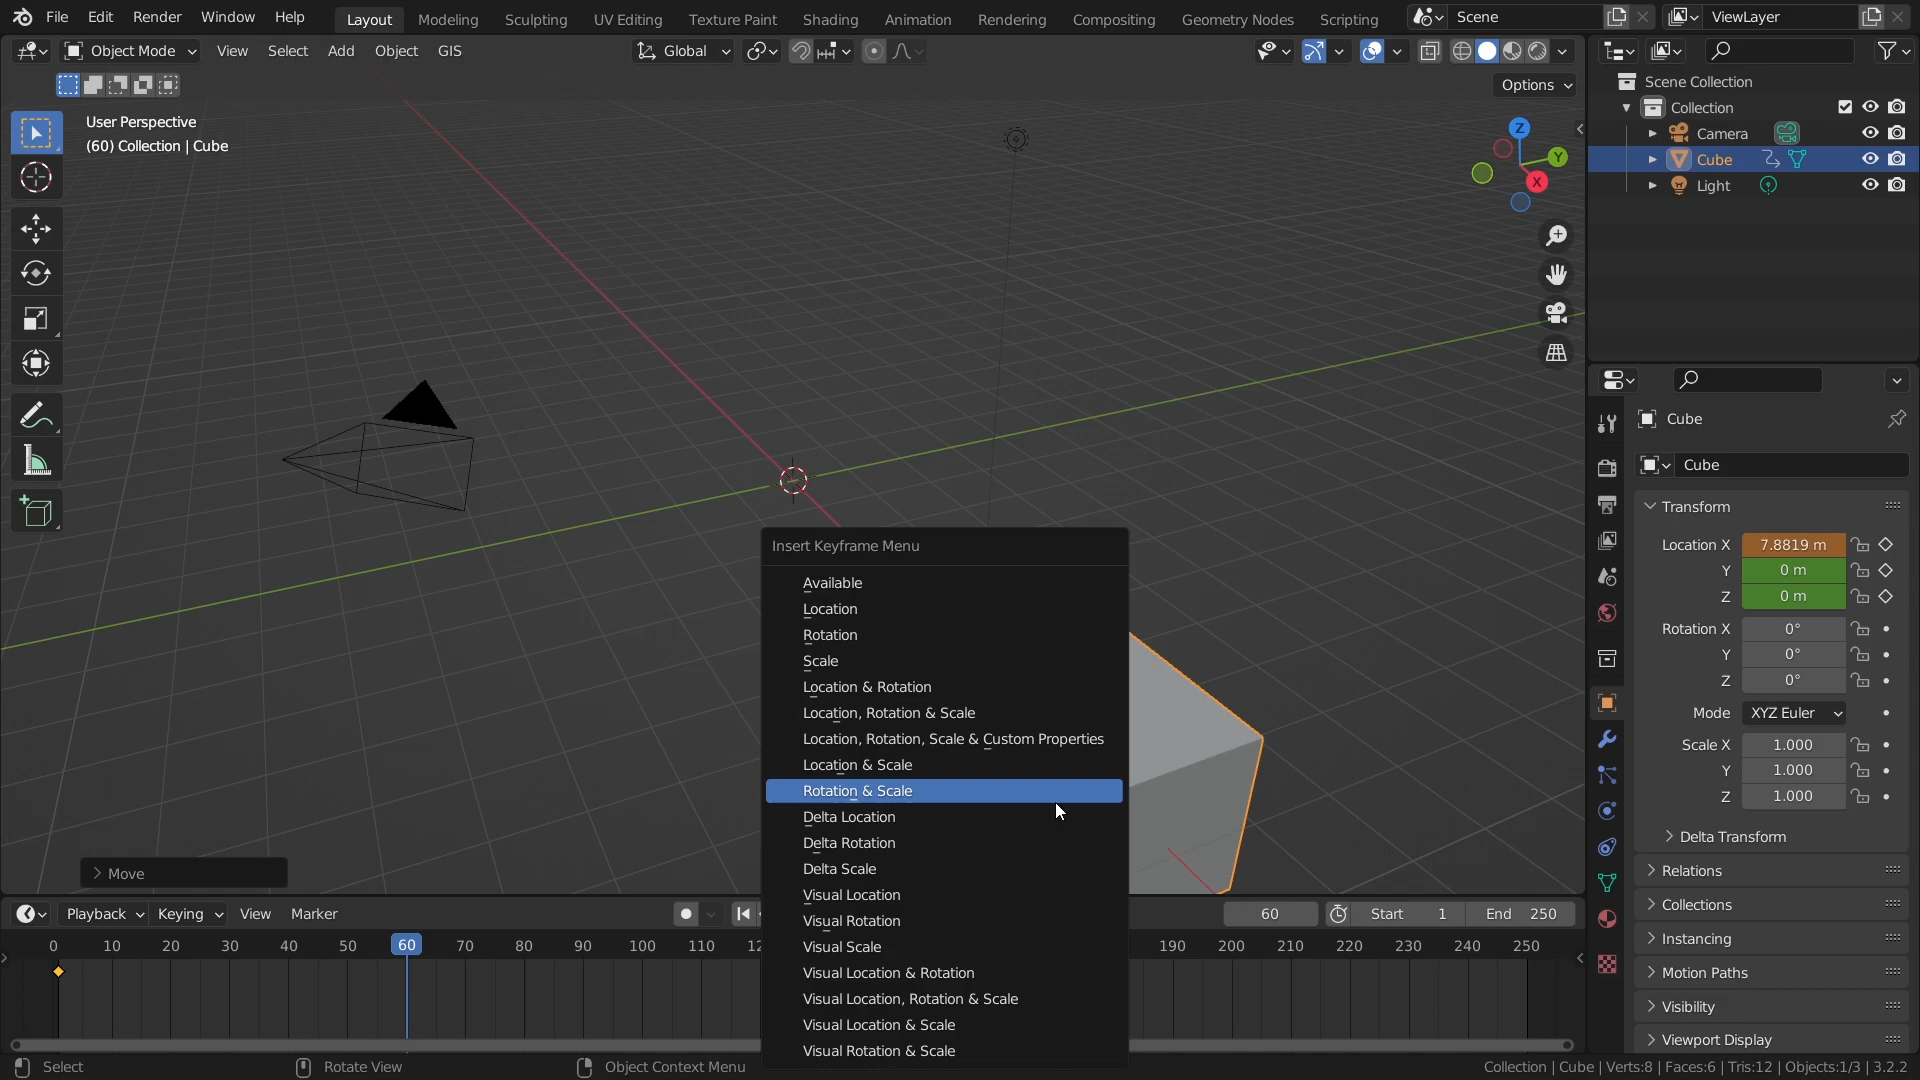 File Edit Render Window Help Layout Modeling Sculpting UV Editing Texture Paint Shading Animation Rendering Compositing Geometry Nodes Scripting Scene ViewLayer
Object Mode View Select Add Object GIS Global
Options
User Perspective
(60) Collection | Cube
Z
Y
X
Scene Collection
Collection
Camera
Cube
Light
Insert Keyframe Menu
Available
Location
Rotation
Scale
Location & Rotation
Location, Rotation & Scale
Location, Rotation, Scale & Custom Properties
Location & Scale
Rotation & Scale
Delta Location
Delta Rotation
Delta Scale
Visual Location
Visual Rotation
Visual Scale
Visual Location & Rotation
Visual Location, Rotation & Scale
Visual Location & Scale
Visual Rotation & Scale
Cube
Cube
Transform
Location X 7.8819 m
Y 0 m
Z 0 m
Rotation X 0°
Y 0°
Z 0°
Mode XYZ Euler
Scale X 1.000
Y 1.000
Z 1.000
Delta Transform
Relations
Collections
Instancing
Motion Paths
Visibility
Viewport Display
Move
Playback Keying View Marker 60 Start 1 End 250
0 10 20 30 40 50 60 70 80 90 100 110 12 190 200 210 220 230 240 250
Select Rotate View Object Context Menu Collection | Cube | Verts:8 | Faces:6 | Tris:12 | Objects:1/3 | 3.2.2